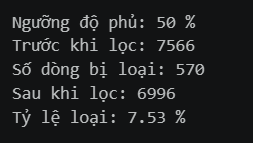 Ngưỡng độ phủ: 50 %
Trước khi lọc: 7566
Số dòng bị loại: 570
Sau khi lọc: 6996
Tỷ lệ loại: 7.53 %